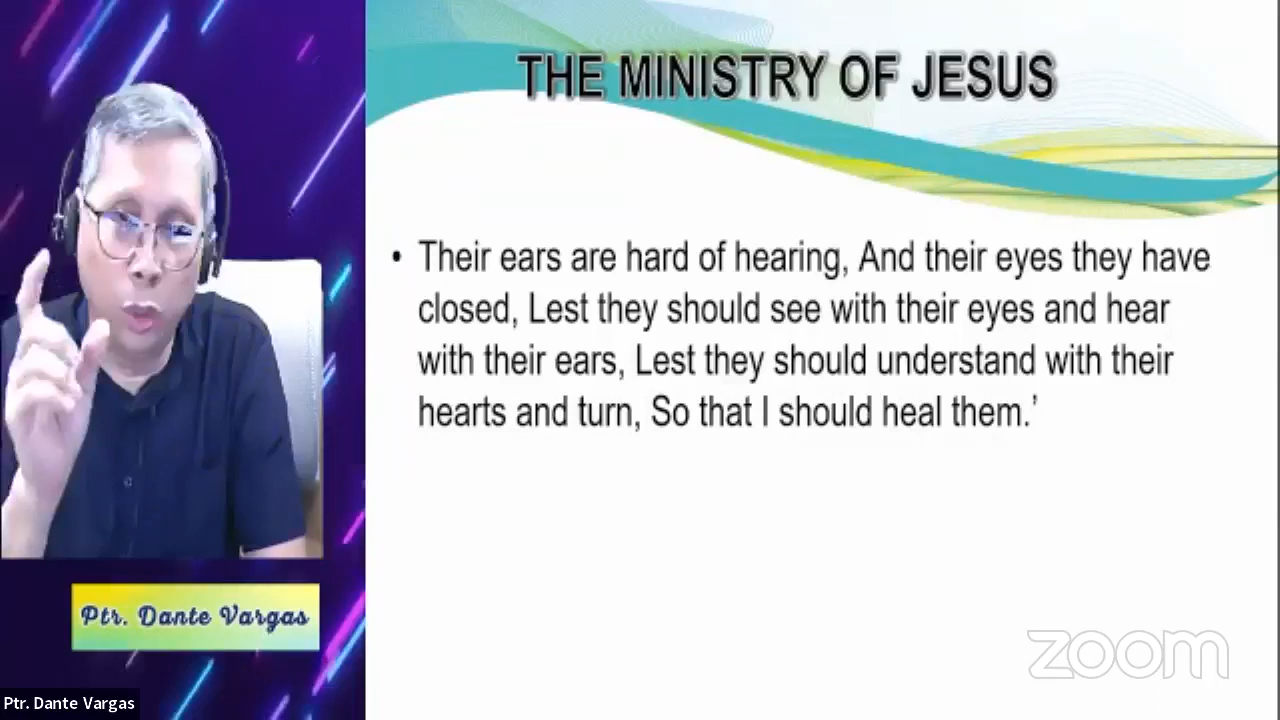 THE MINISTRY OF JESUS
• Their ears are hard of hearing, And their eyes they have
closed, Lest they should see with their eyes and hear
with their ears, Lest they should understand with their
hearts and turn, So that I should heal them.’
Ptr. Dante Vargas
zoom
Ptr. Dante Vargas